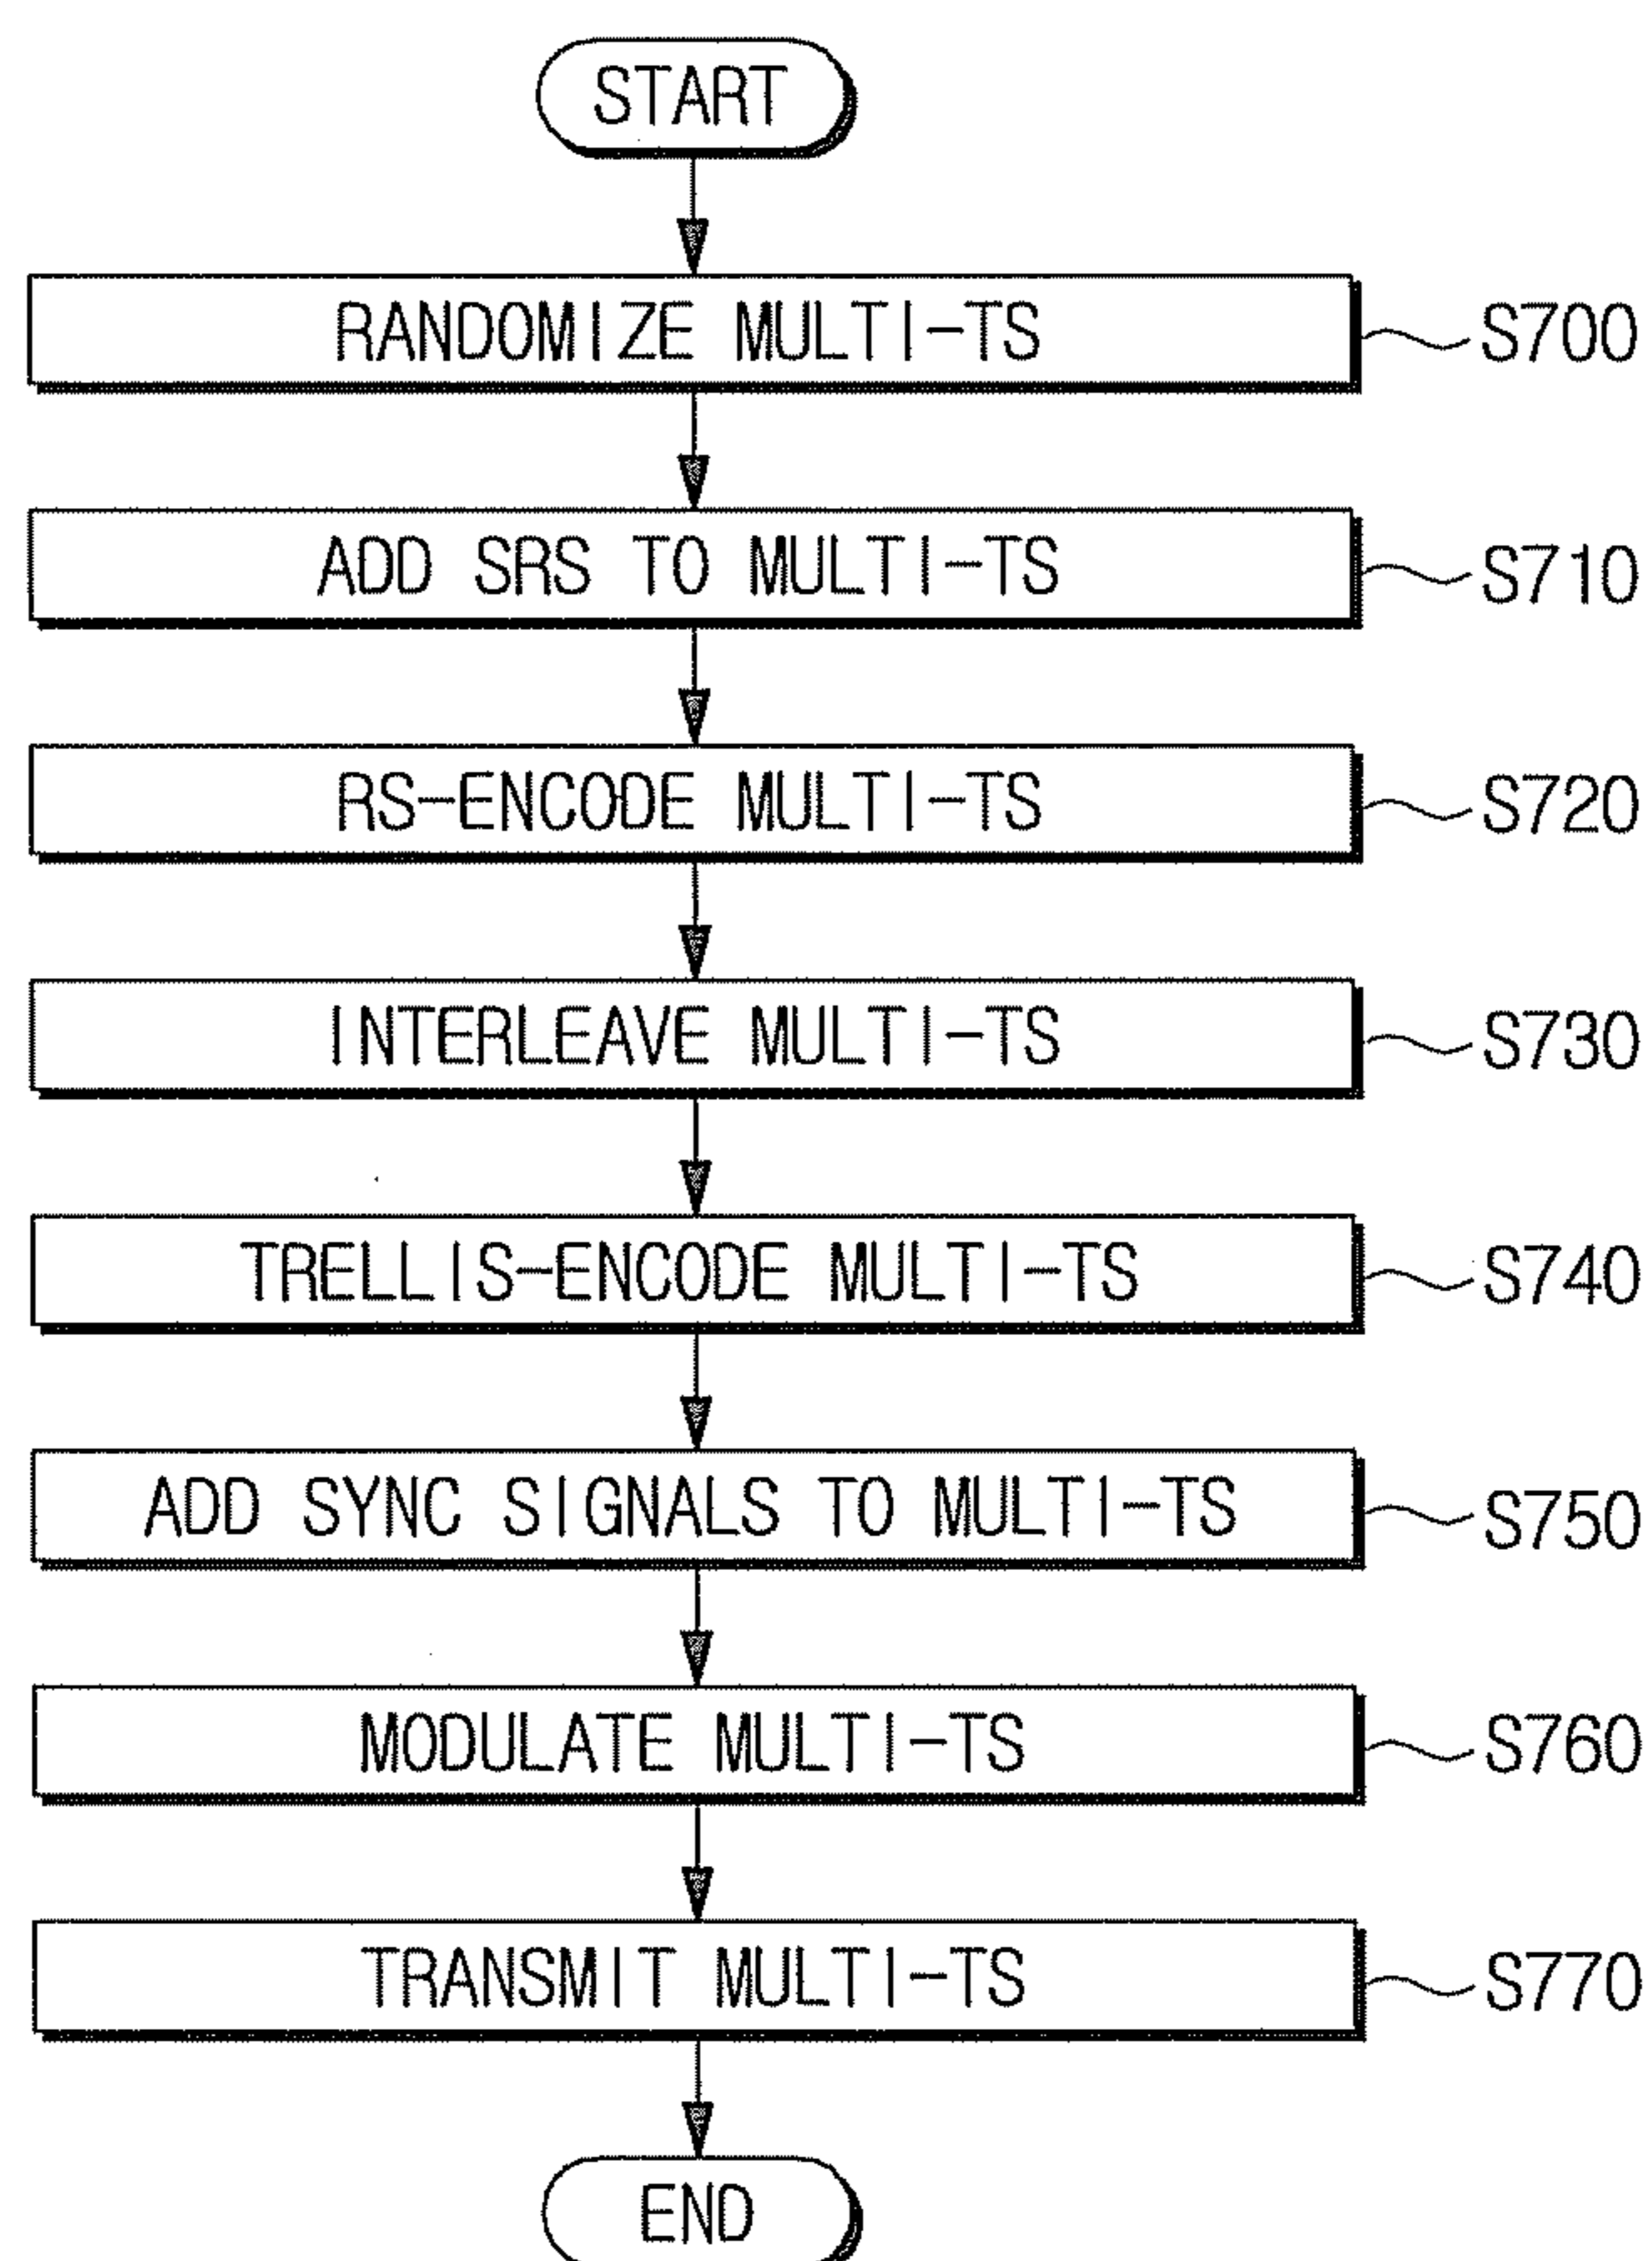 START
RANDOMIZE MULTI-TS
S700
ADD SRS TO MULTI-TS
S710
RS-ENCODE MULTI-TS
S720
INTERLEAVE MULTI-TS
S730
TRELLIS-ENCODE MULTI-TS
S740
ADD SYNC SIGNALS TO MULTI-TS
S750
MODULATE MULTI-TS
S760
TRANSMIT MULTI-TS
S770
END